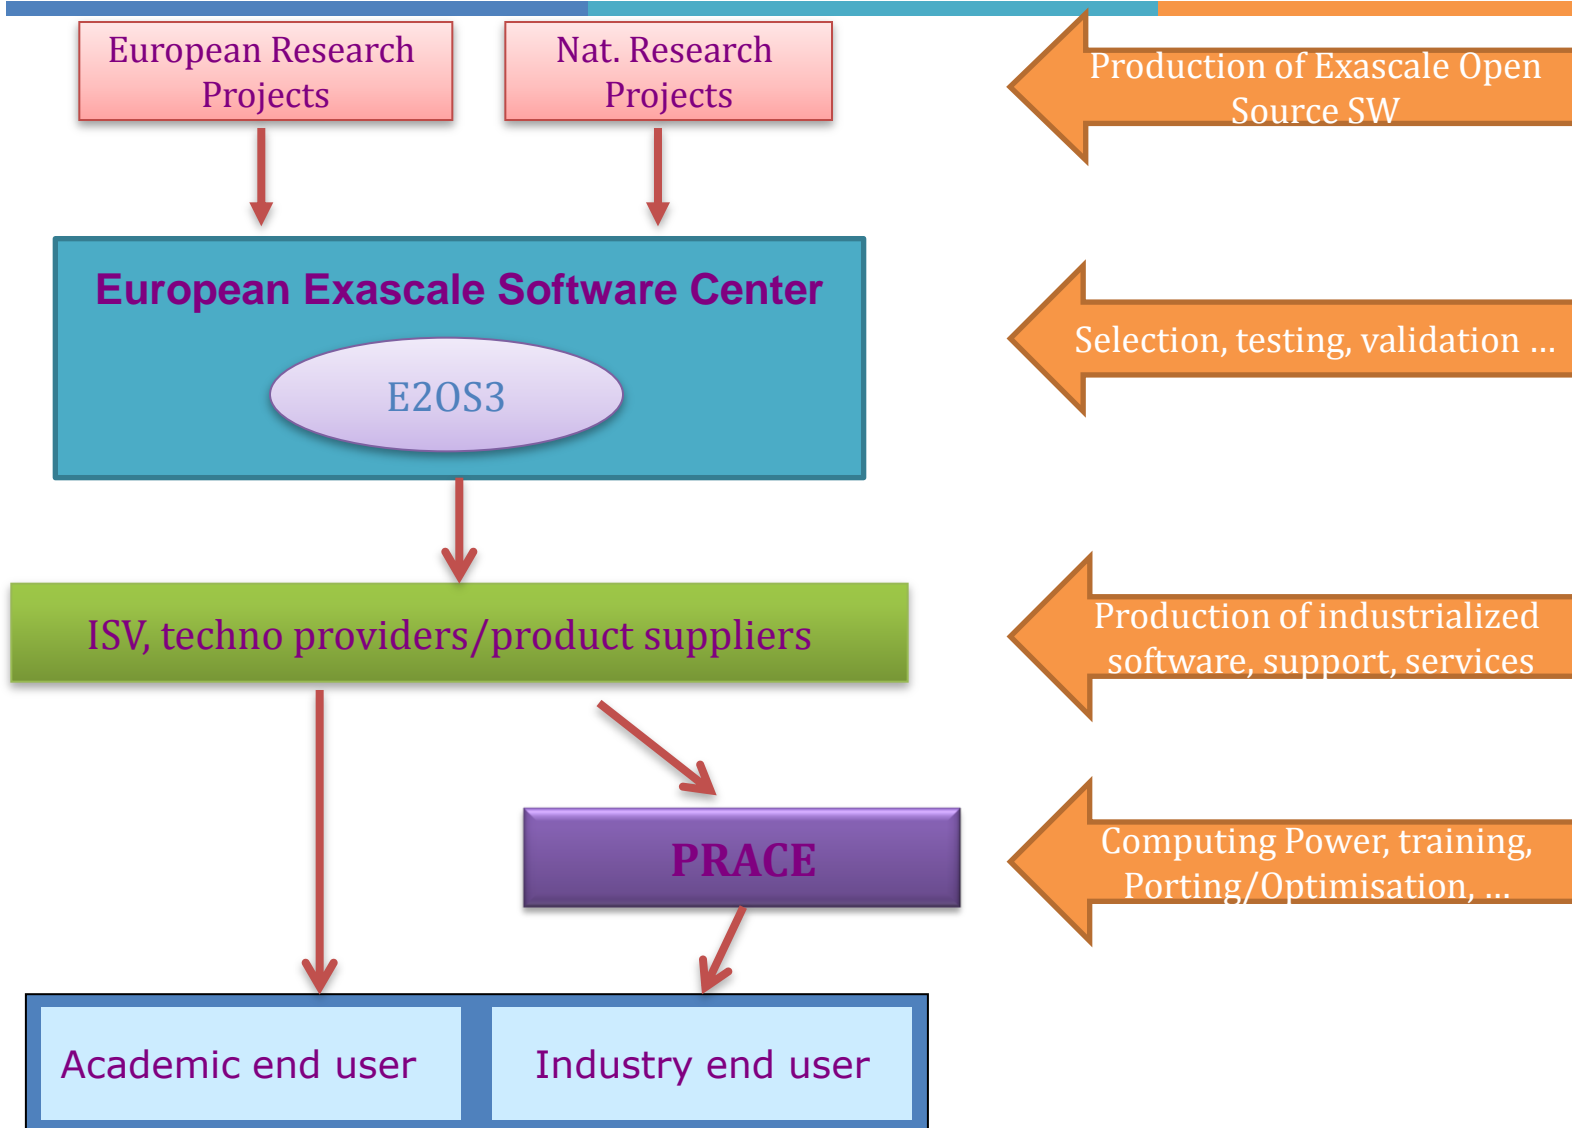 European Research
Projects
Nat. Research
Projects
Production of Exascale Open
Source SW
European Exascale Software Center
E2OS3
Selection, testing, validation …
ISV, techno providers/product suppliers
Production of industrialized
software, support, services
PRACE
Computing Power, training,
Porting/Optimisation, …
Academic end user
Industry end user